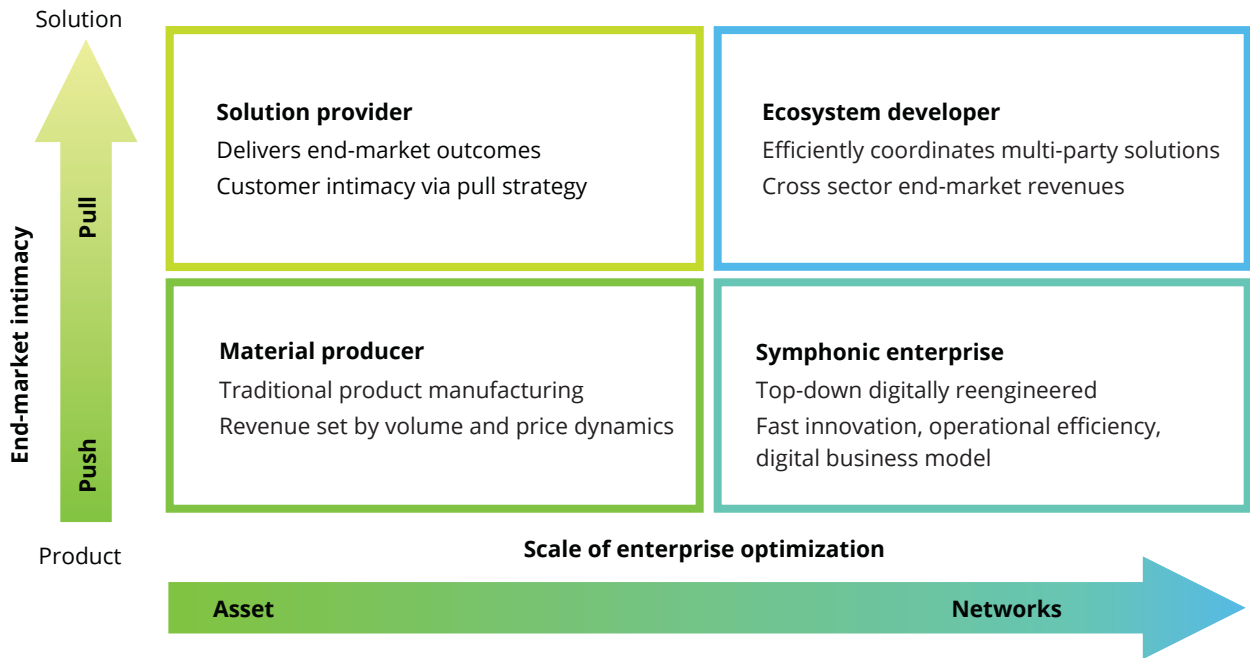 Solution
Solution provider
Delivers end-market outcomes
Customer intimacy via pull strategy
Ecosystem developer
Efficiently coordinates multi-party solutions
Cross sector end-market revenues
End-market intimacy
Pull
Push
Material producer
Traditional product manufacturing
Revenue set by volume and price dynamics
Symphonic enterprise
Top-down digitally reengineered
Fast innovation, operational efficiency,
digital business model
Product
Scale of enterprise optimization
Asset
Networks